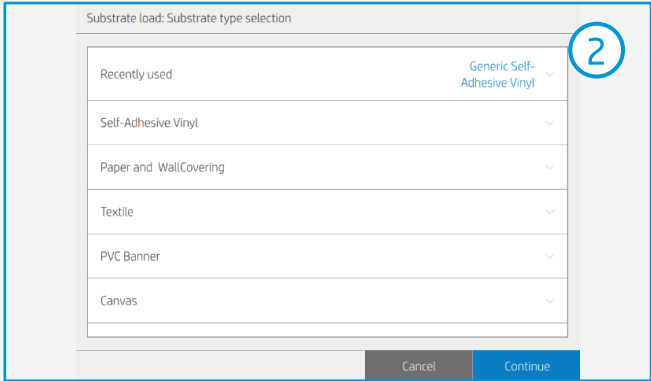 Substrate load: Substrate type selection
2
Recently used
Generic Self-
Adhesive Vinyl
Self-Adhesive Vinyl
Paper and WallCovering
Textile
PVC Banner
Canvas
Cancel
Continue